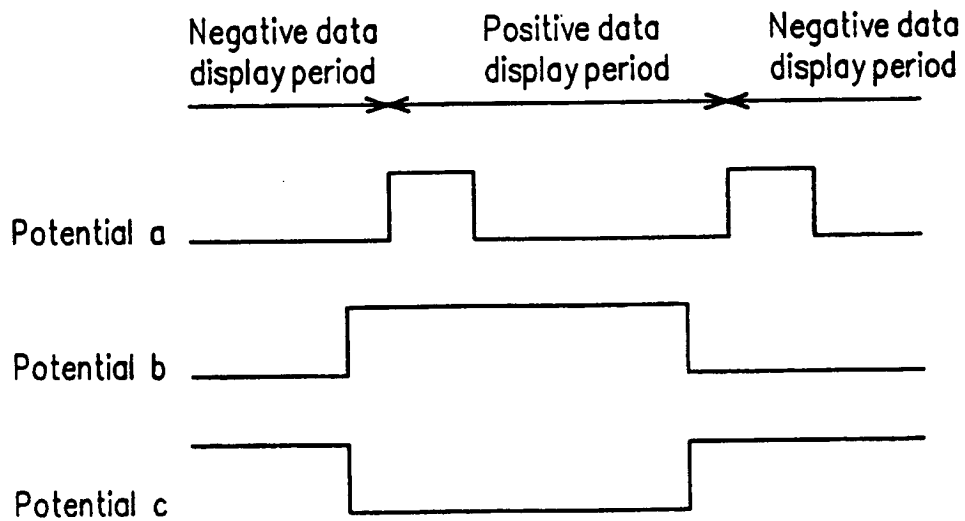 Negative data
display period
Positive data
display period
Negative data
display period
Potential a
Potential b
Potential c